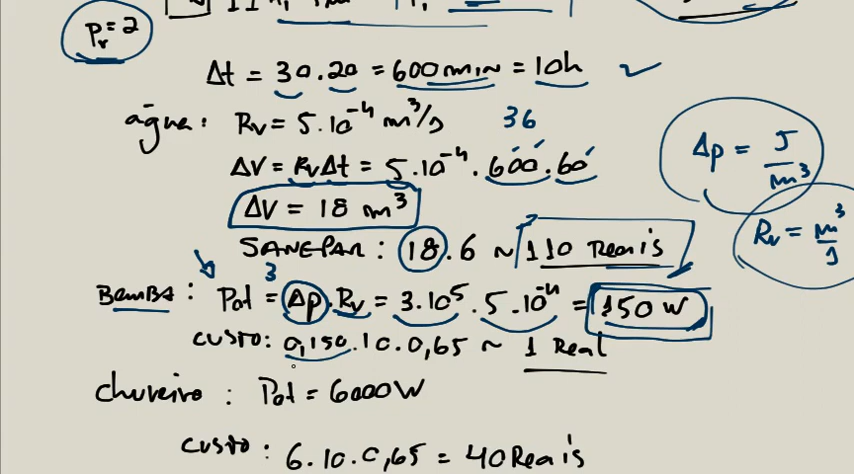 Pr = 2
Δt = 30.20 = 600 min = 10h ✓
água: Rv = 5.10⁻⁴ m³/s 36
ΔV = RvΔt = 5.10⁻⁴.600.60
Δp = J/m³
ΔV = 18 m³
Rv = m³/s
SANEPAR: 18.6 ~ 110 Reais
3
BOMBA: Pot = Δp.Rv = 3.10⁵.5.10⁻⁴ = 150 W
custo: 0,150.10.0,65 ~ 1 Real
chuveiro: Pot = 6000W
custo: 6.10.0,65 = 40 Reais